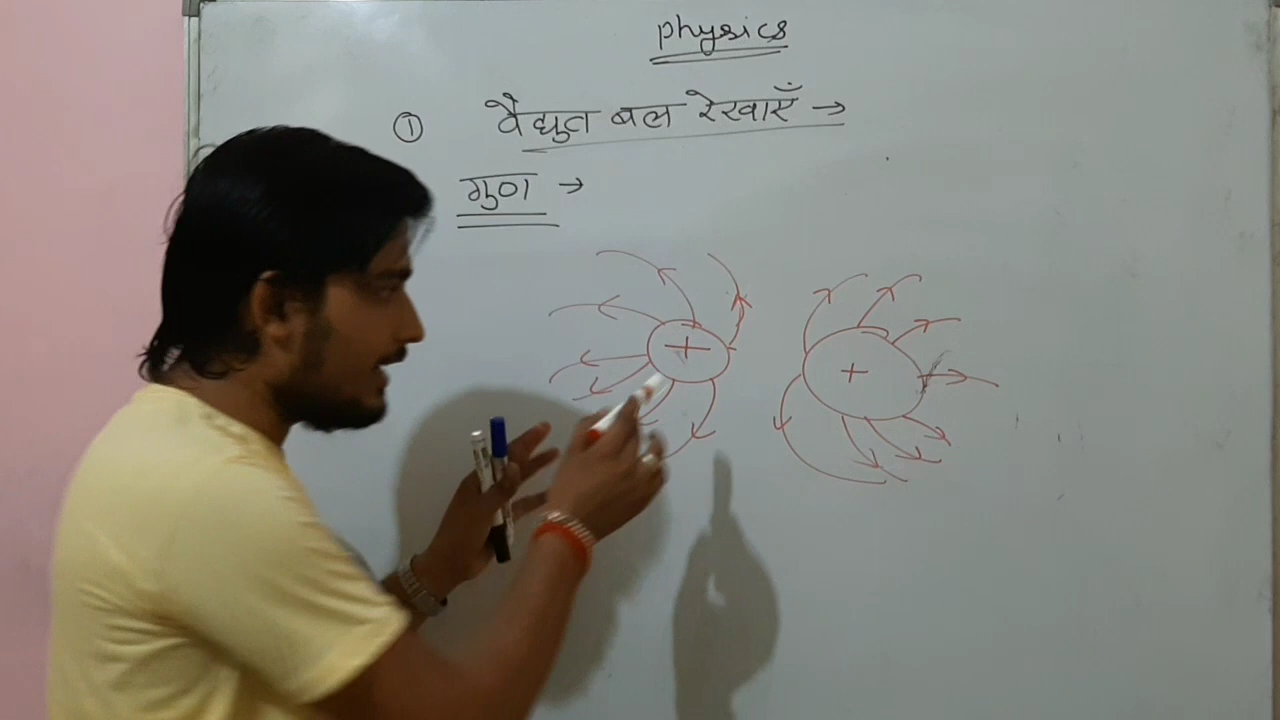 physics
① वैद्युत बल रेखाएँ →
गुण →
+ +